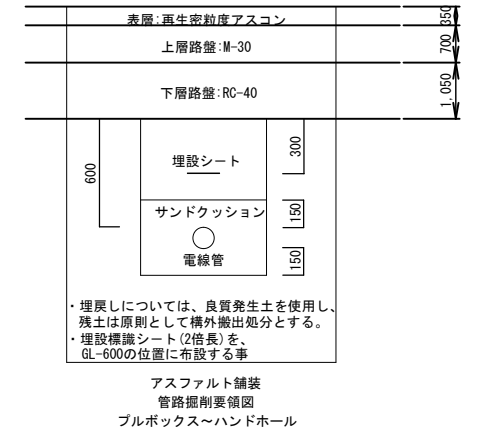 表層:再生密粒度アスコン
350
上層路盤:M-30
700
下層路盤:RC-40
1,050
600
埋設シート
300
サンドクッション
150
電線管
150
・埋戻しについては、良質発生土を使用し、
残土は原則として構外搬出処分とする。
・埋設標識シート(2倍長)を、
GL-600の位置に布設する事
アスファルト舗装
管路掘削要領図
プルボックス～ハンドホール